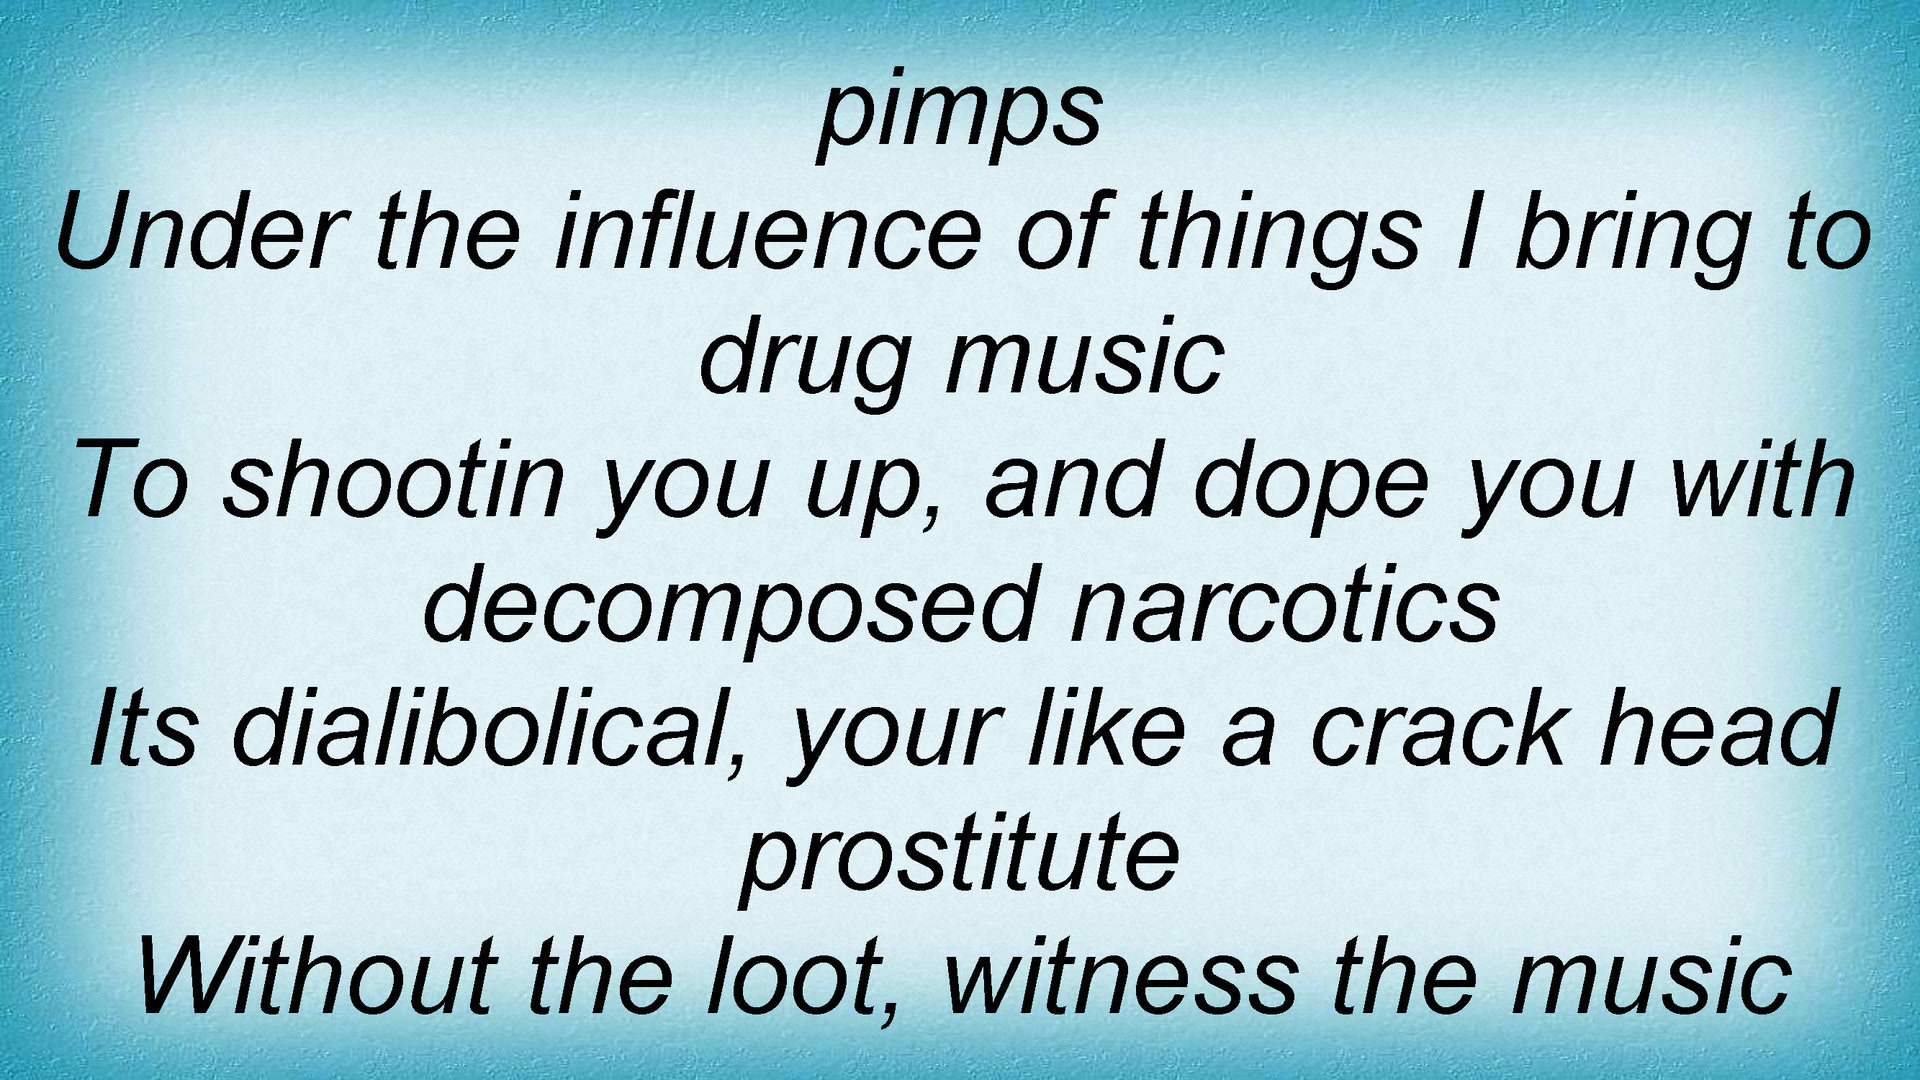 pimps
Under the influence of things I bring to
drug music
To shootin you up, and dope you with
decomposed narcotics
Its dialibolical, your like a crack head
prostitute
Without the loot, witness the music